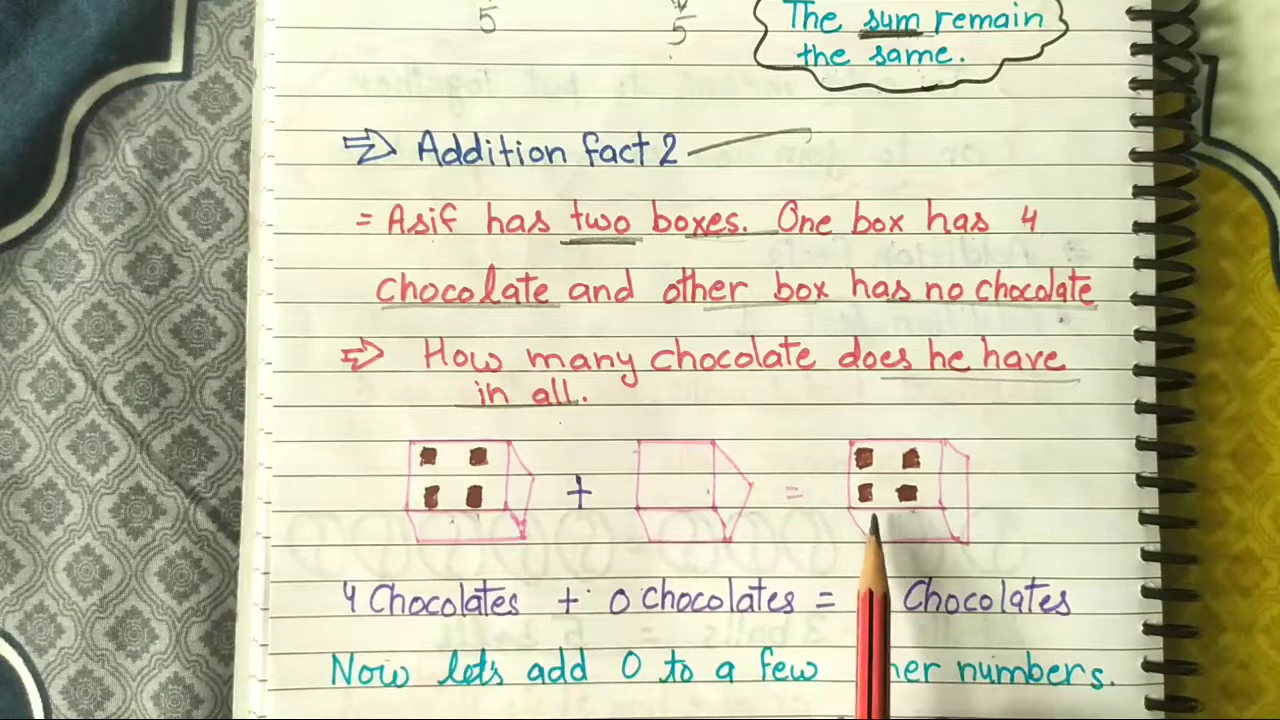 5 5
The sum remain
the same.
⇒ Addition fact 2
= Asif has two boxes. One box has 4
chocolate and other box has no chocolate
⇒ How many chocolate does he have
in all.
+ =
4 Chocolates + 0 chocolates = Chocolates
Now lets add 0 to a few numbers.